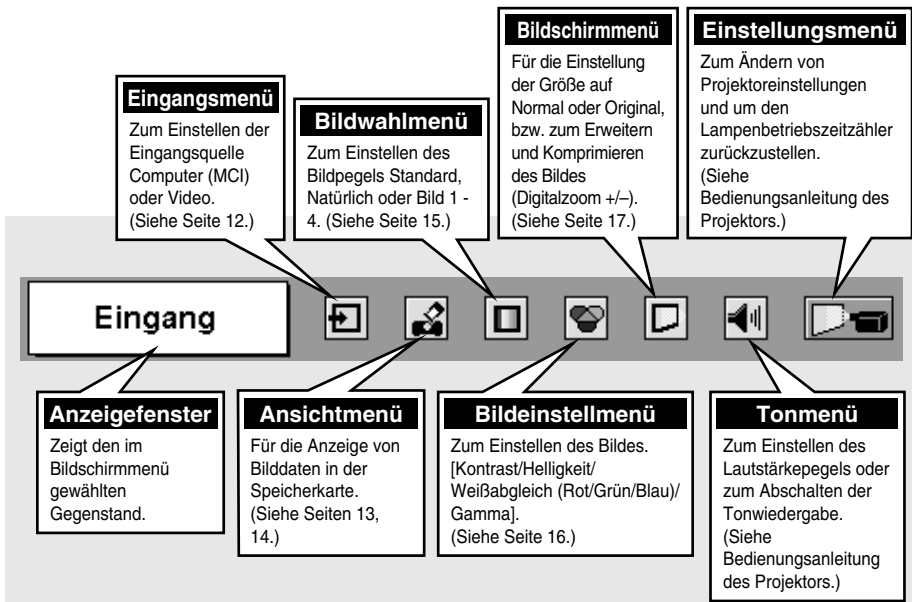 Eingangsmenü
Zum Einstellen der
Eingangsquelle
Computer (MCI)
oder Video.
(Siehe Seite 12.)
Bildwahlmenü
Zum Einstellen des
Bildpegels Standard,
Natürlich oder Bild 1 -
4. (Siehe Seite 15.)
Bildschirmmenü
Für die Einstellung
der Größe auf
Normal oder Original,
bzw. zum Erweitern
und Komprimieren
des Bildes
(Digitalzoom +/–).
(Siehe Seite 17.)
Einstellungsmenü
Zum Ändern von
Projektoreinstellungen
und um den
Lampenbetriebszeitzähler
zurückzustellen.
(Siehe
Bedienungsanleitung des
Projektors.)
Eingang
Anzeigefenster
Zeigt den im
Bildschirmmenü
gewählten
Gegenstand.
Ansichtmenü
Für die Anzeige von
Bilddaten in der
Speicherkarte.
(Siehe Seiten 13,
14.)
Bildeinstellmenü
Zum Einstellen des Bildes.
[Kontrast/Helligkeit/
Weißabgleich (Rot/Grün/Blau)/
Gamma].
(Siehe Seite 16.)
Tonmenü
Zum Einstellen des
Lautstärkepegels oder
zum Abschalten der
Tonwiedergabe.
(Siehe
Bedienungsanleitung
des Projektors.)